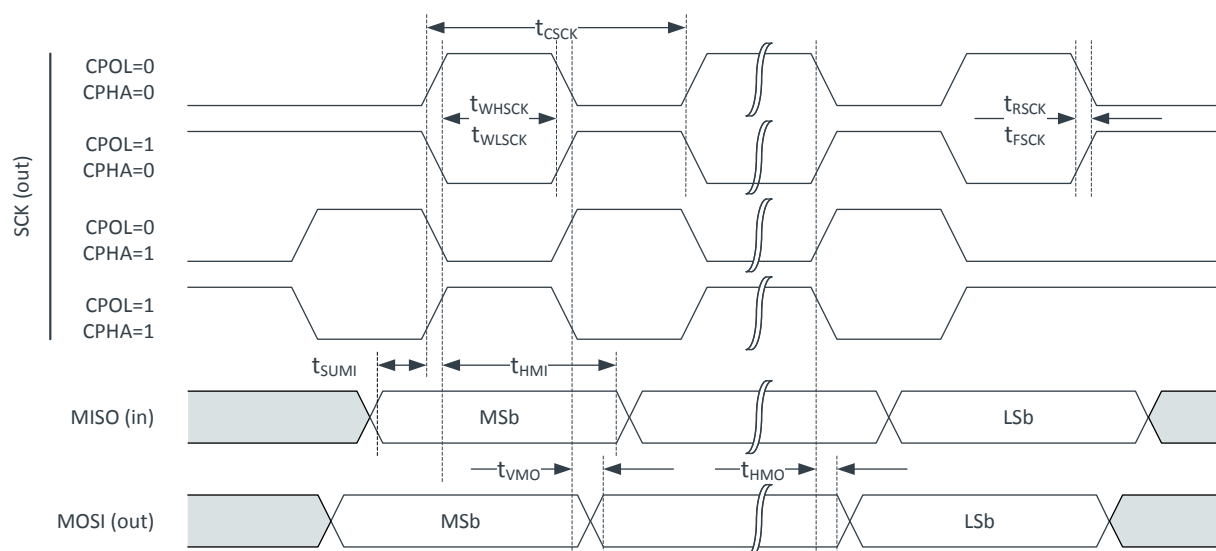 tCSCK
SCK (out)
CPOL=0
CPHA=0
tWHSCK
tWLSCK
tRSCK
tFSCK
CPOL=1
CPHA=0
CPOL=0
CPHA=1
CPOL=1
CPHA=1
tSUMI
tHMI
MISO (in)
MSb
LSb
tVMO
tHMO
MOSI (out)
MSb
LSb